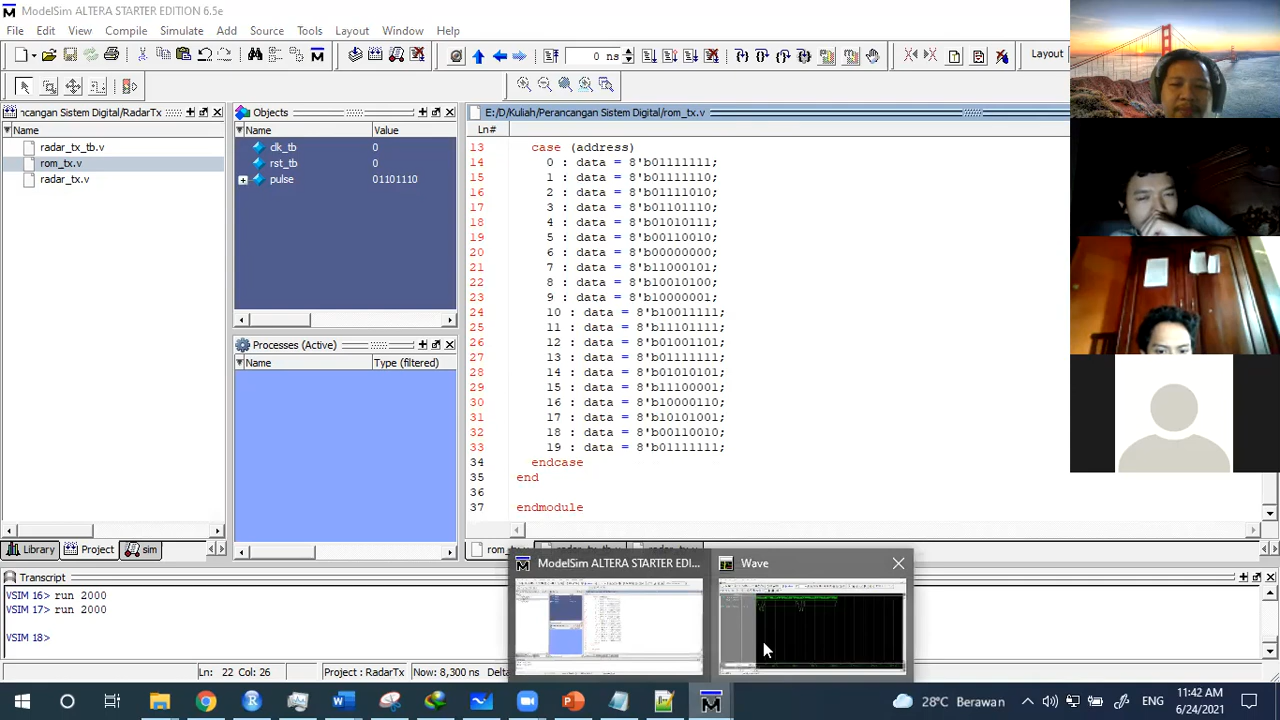 ModelSim ALTERA STARTER EDITION 6.5e
File Edit View Compile Simulate Add Source Tools Layout Window Help
0 ns
Layout
cancangan Sistem Digital/RadarTx
Name
radar_tx_tb.v
rom_tx.v
radar_tx.v
Library Project sim
Objects
Name Value
clk_tb 0
rst_tb 0
pulse 01101110
Processes (Active)
Name Type (filtered)
E:/D/Kuliah/Perancangan Sistem Digital/rom_tx.v
Ln#
13 case (address)
14 0 : data = 8'b01111111;
15 1 : data = 8'b01111110;
16 2 : data = 8'b01111010;
17 3 : data = 8'b01101110;
18 4 : data = 8'b01010111;
19 5 : data = 8'b00110010;
20 6 : data = 8'b00000000;
21 7 : data = 8'b11000101;
22 8 : data = 8'b10010100;
23 9 : data = 8'b10000001;
24 10 : data = 8'b10011111;
25 11 : data = 8'b11101111;
26 12 : data = 8'b01001101;
27 13 : data = 8'b01111111;
28 14 : data = 8'b01010101;
29 15 : data = 8'b11100001;
30 16 : data = 8'b10000110;
31 17 : data = 8'b10101001;
32 18 : data = 8'b00110010;
33 19 : data = 8'b01111111;
34 endcase
35 end
36
37 endmodule
ModelSim ALTERA STARTER EDI...
Wave
Transcript
VSIM 18>
Ln: 22 Col: 26 Project : RadarTx Now: 8,300 ns Delt
28°C Berawan
ENG
11:42 AM
6/24/2021